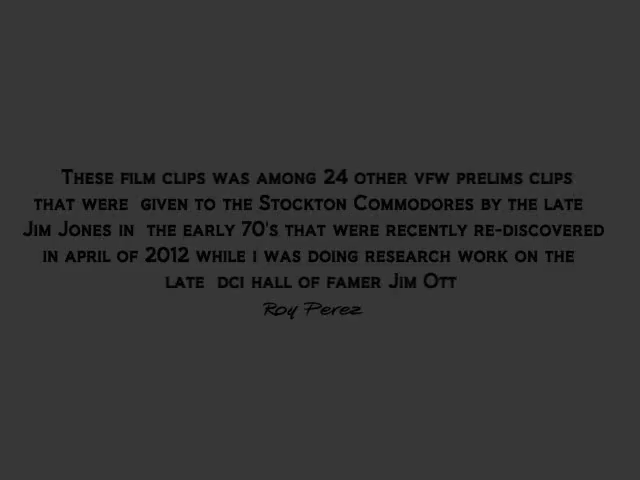 These film clips was among 24 other vfw prelims clips
that were given to the Stockton Commodores by the late
Jim Jones in the early 70's that were recently re-discovered
in april of 2012 while i was doing research work on the
late dci hall of famer Jim Ott
Roy Perez